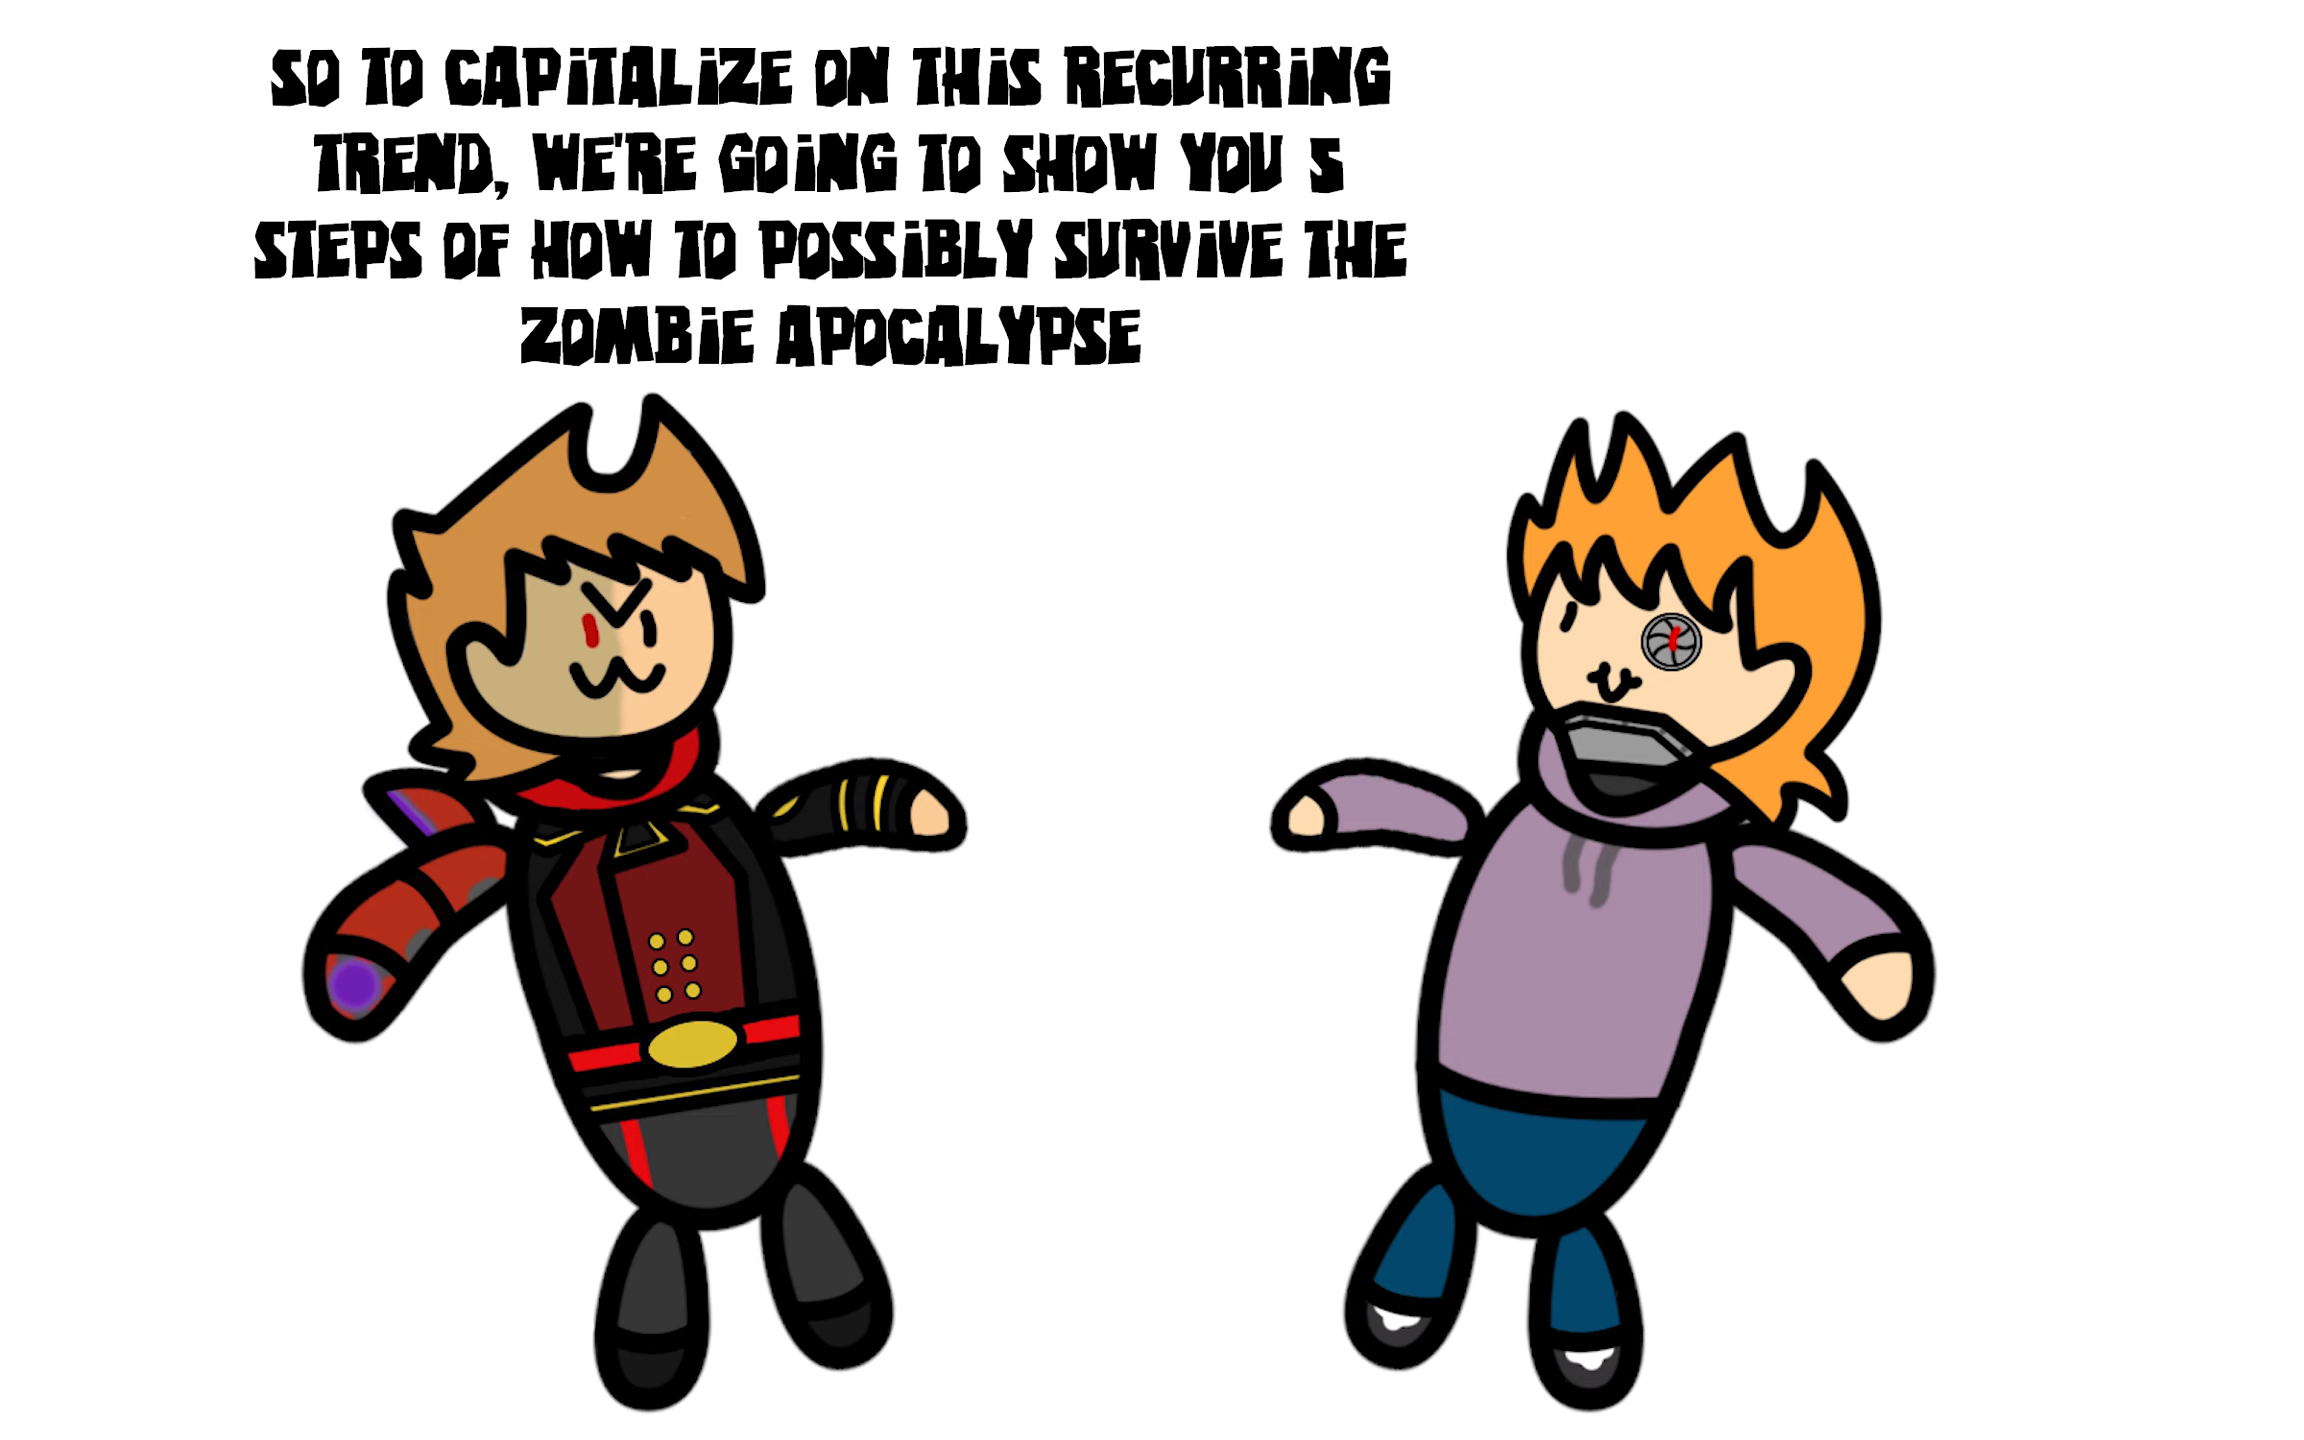 SO TO CAPITALIZE ON THIS RECURRING
TREND, WE'RE GOING TO SHOW YOU 5
STEPS OF HOW TO POSSIBLY SURVIVE THE
ZOMBIE APOCALYPSE